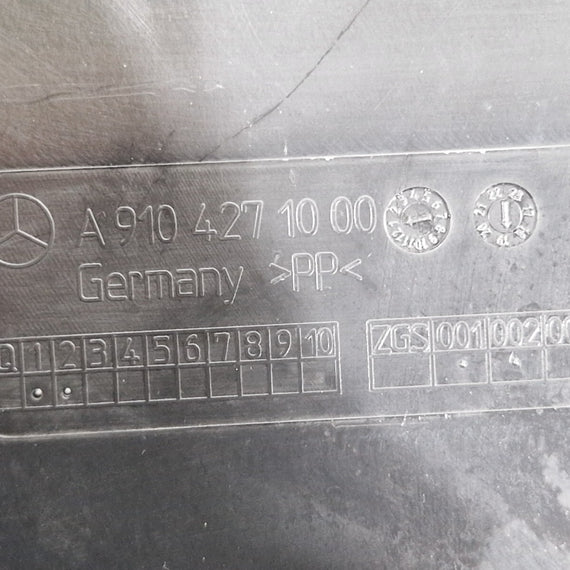 A 910 427 10 00
Germany >PP<
Q 1 2 3 4 5 6 7 8 9 10
ZGS 001 002